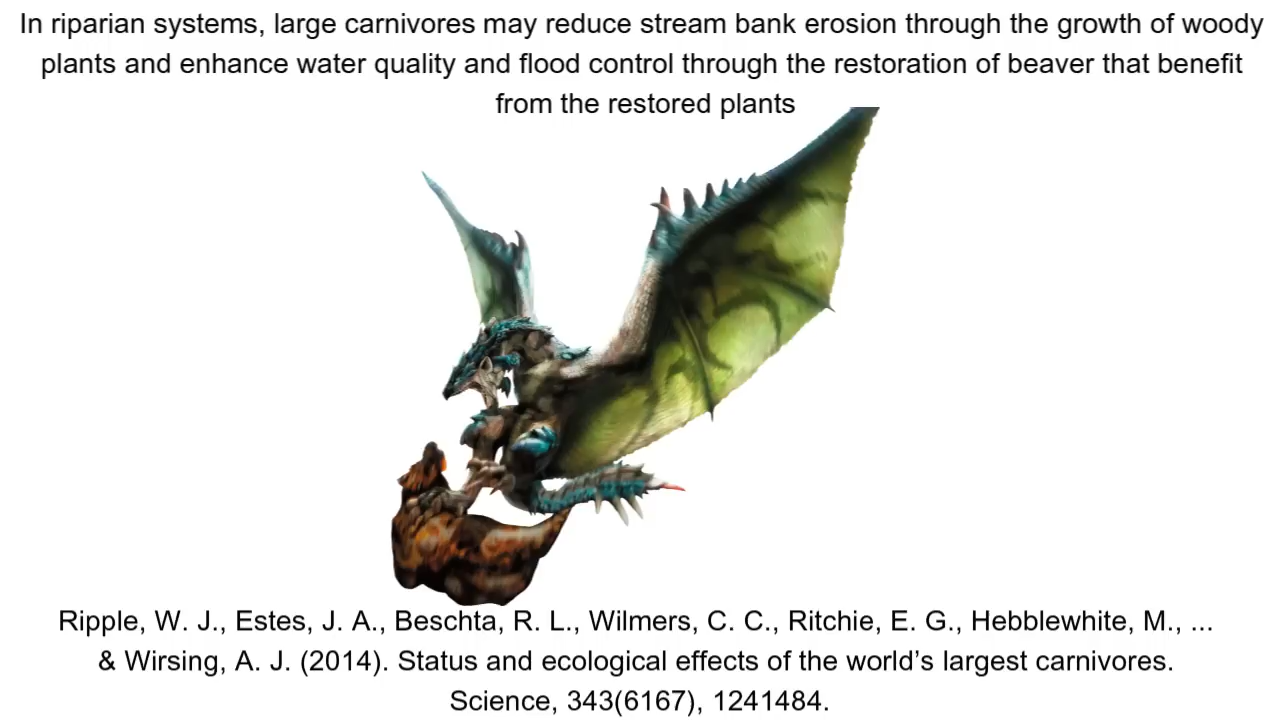 In riparian systems, large carnivores may reduce stream bank erosion through the growth of woody
plants and enhance water quality and flood control through the restoration of beaver that benefit
from the restored plants
Ripple, W. J., Estes, J. A., Beschta, R. L., Wilmers, C. C., Ritchie, E. G., Hebblewhite, M., ...
& Wirsing, A. J. (2014). Status and ecological effects of the world’s largest carnivores.
Science, 343(6167), 1241484.